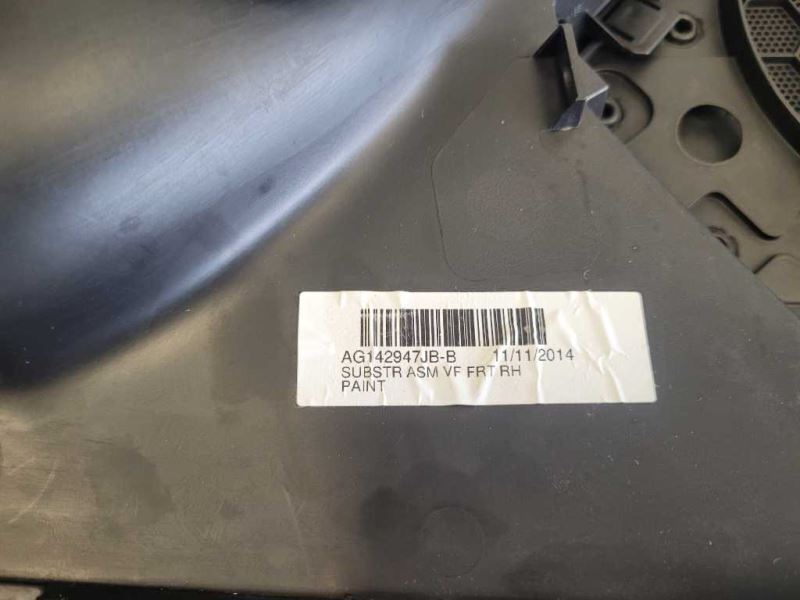 AG142947JB-B 11/11/2014
SUBSTR ASM VF FRT RH
PAINT